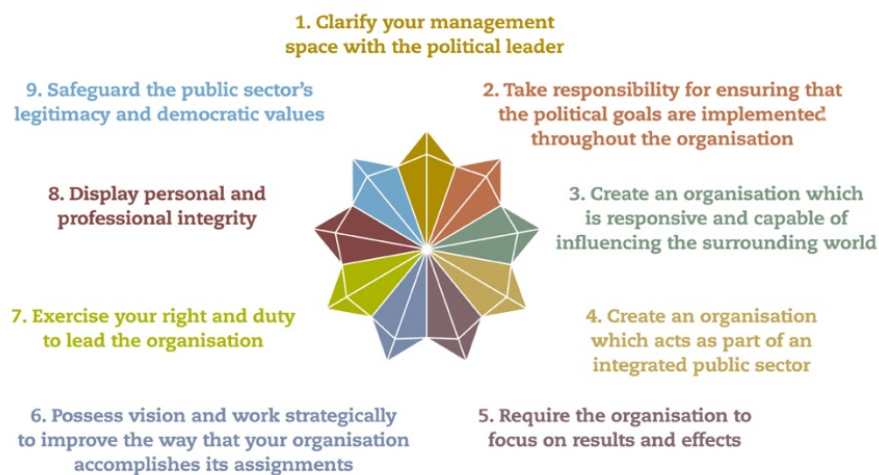 1. Clarify your management
space with the political leader
2. Take responsibility for ensuring that
the political goals are implemented
throughout the organisation
3. Create an organisation which
is responsive and capable of
influencing the surrounding world
4. Create an organisation
which acts as part of an
integrated public sector
5. Require the organisation to
focus on results and effects
6. Possess vision and work strategically
to improve the way that your organisation
accomplishes its assignments
7. Exercise your right and duty
to lead the organisation
8. Display personal and
professional integrity
9. Safeguard the public sector's
legitimacy and democratic values